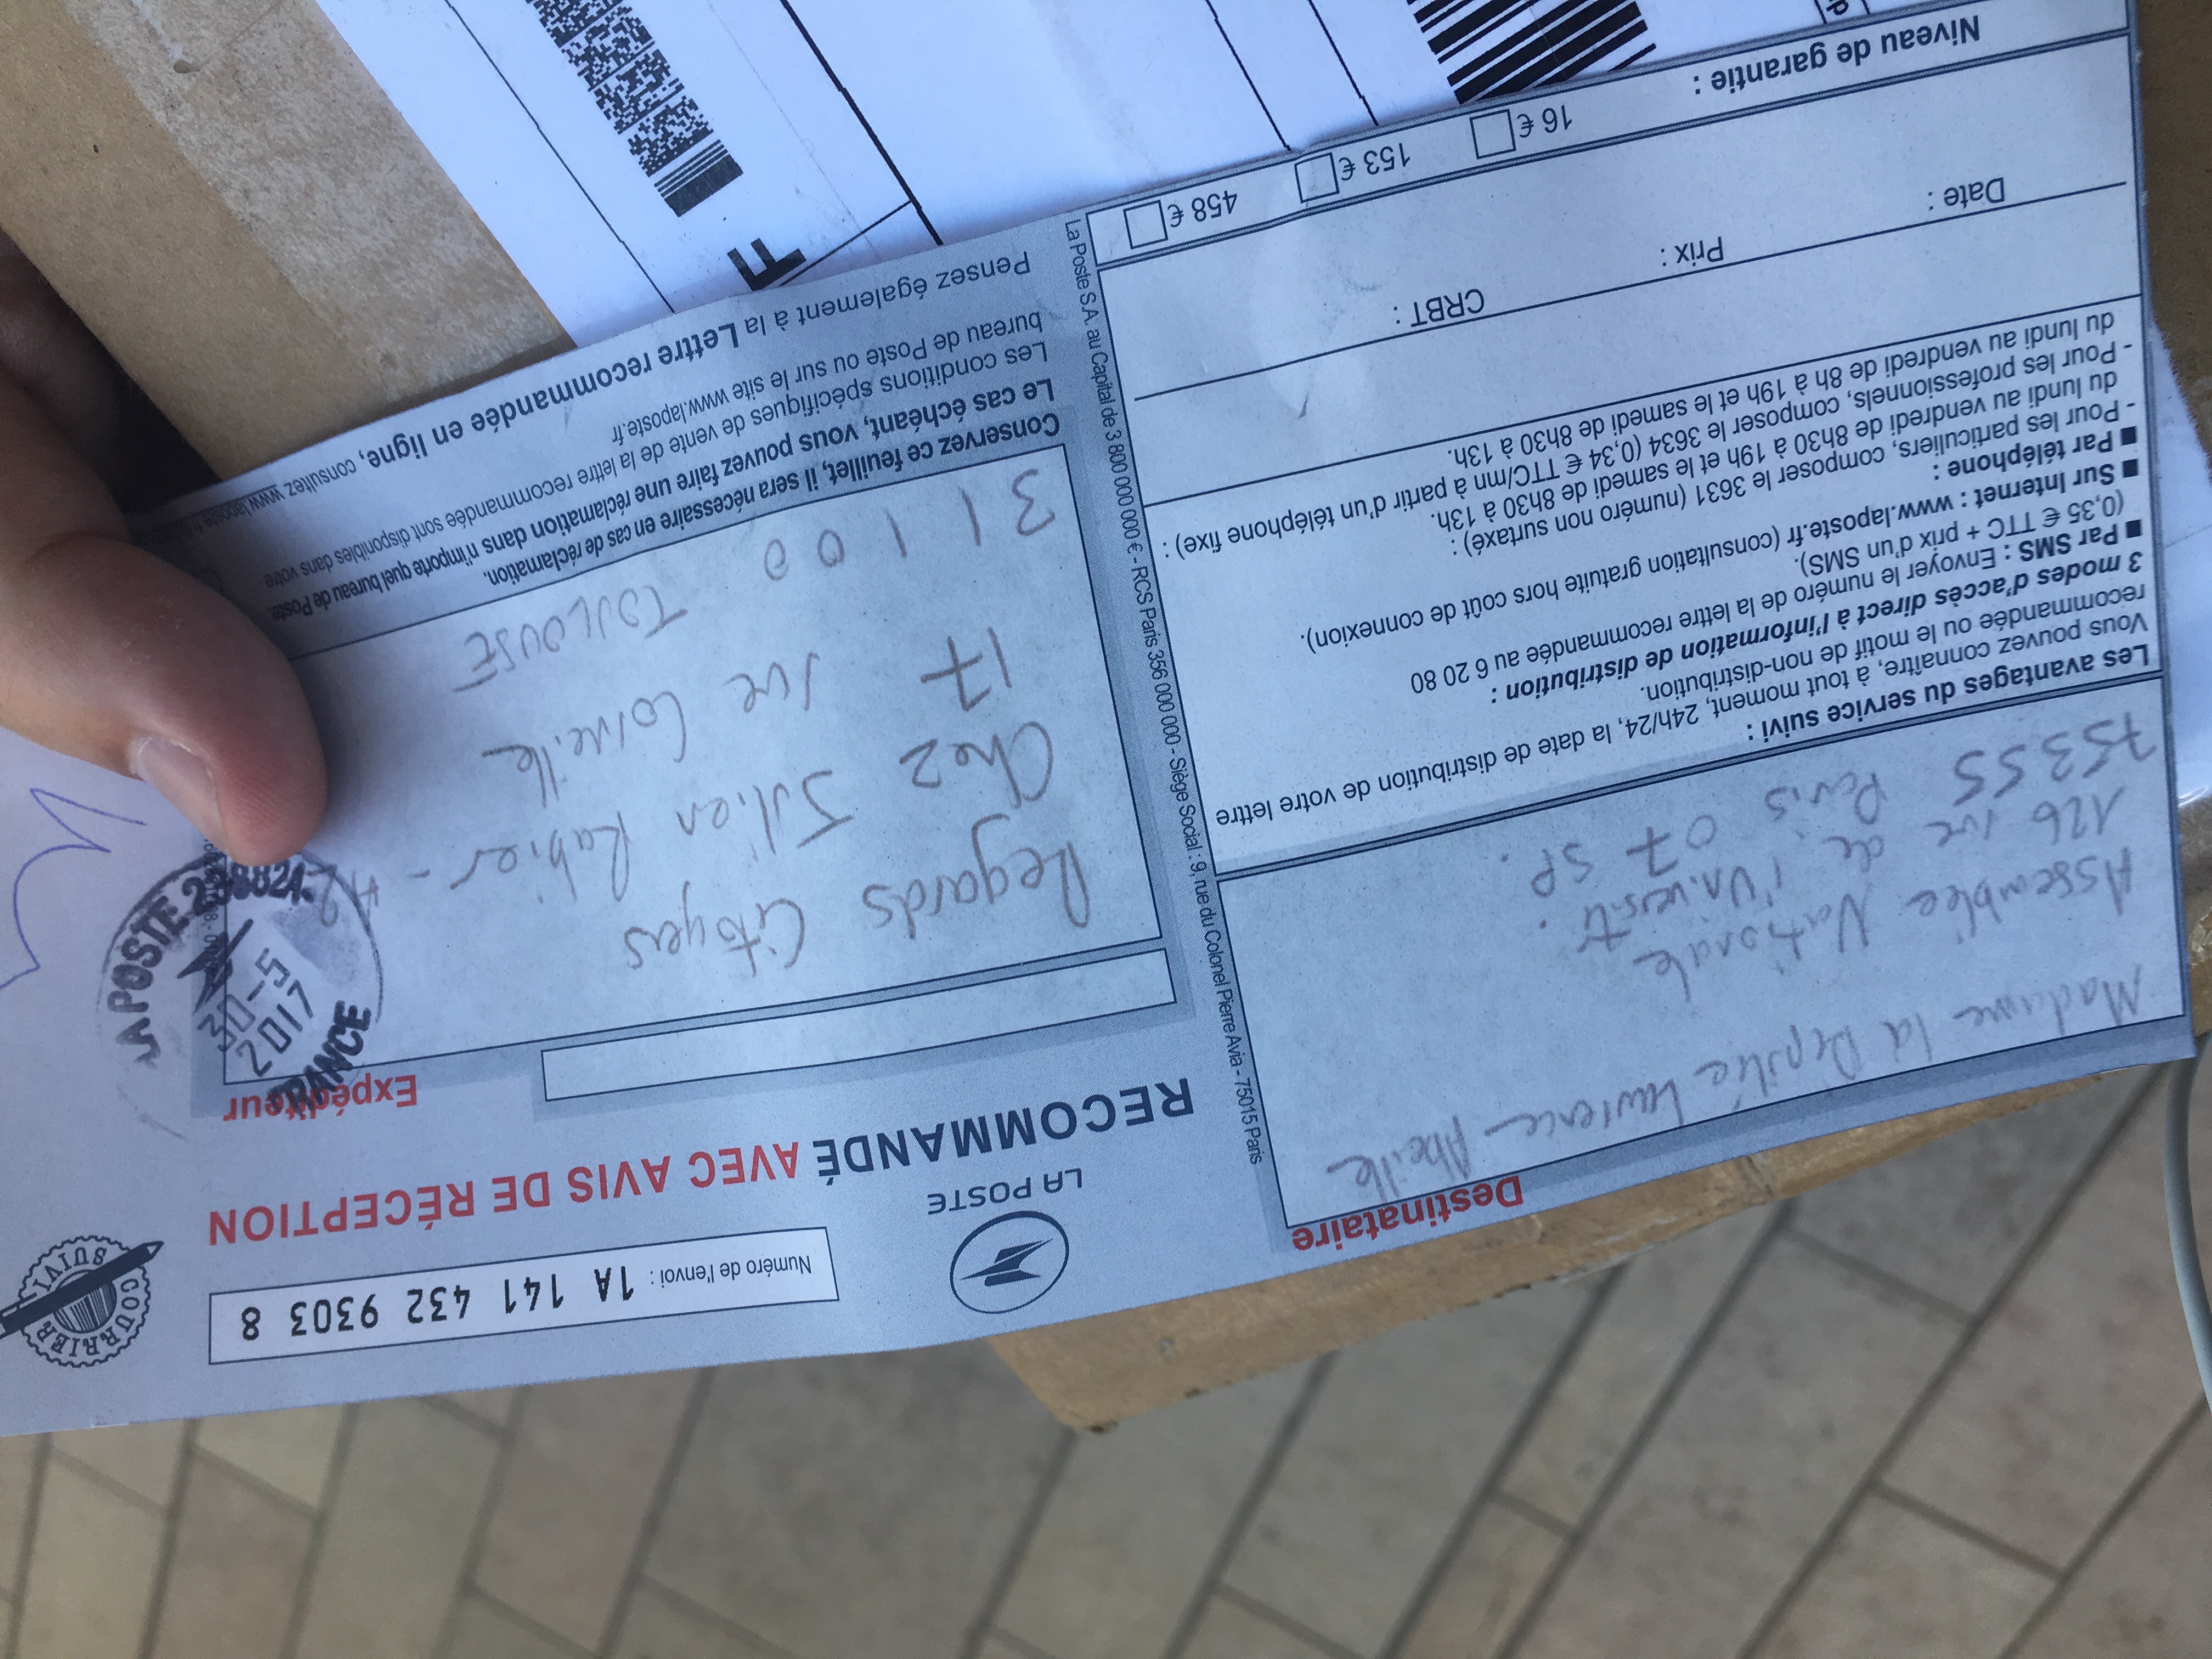 COURRIER SUIVI
LA POSTE
Numéro de l'envoi : 1A 141 432 9303 8
RECOMMANDÉ AVEC AVIS DE RÉCEPTION
Destinataire
Madame la Députée Laurence Abeille
Assemblée Nationale
126 rue de l'Université.
75355 Paris 07 SP.
Expéditeur
LA POSTE
30-5
2017
FRANCE
Regards Citoyens
Chez Julien Rabier - A2
17 rue Corneille
31100 TOULOUSE
La Poste S.A. au Capital de 3 800 000 000 € - RCS Paris 356 000 000 - Siège Social : 9, rue du Colonel Pierre Avia - 75015 Paris
Les avantages du service suivi :
Vous pouvez connaître, à tout moment, 24h/24, la date de distribution de votre lettre
recommandée ou le motif de non-distribution.
3 modes d'accès direct à l'information de distribution :
■ Par SMS : Envoyer le numéro de la lettre recommandée au 6 20 80
(0,35 € TTC + prix d'un SMS).
■ Sur Internet : www.laposte.fr (consultation gratuite hors coût de connexion).
■ Par téléphone :
- Pour les particuliers, composer le 3631 (numéro non surtaxé) :
du lundi au vendredi de 8h30 à 19h et le samedi de 8h30 à 13h.
- Pour les professionnels, composer le 3634 (0,34 € TTC/mn à partir d'un téléphone fixe) :
du lundi au vendredi de 8h à 19h et le samedi de 8h30 à 13h.
Conservez ce feuillet, il sera nécessaire en cas de réclamation.
Le cas échéant, vous pouvez faire une réclamation dans n'importe quel bureau de Poste.
Les conditions spécifiques de vente de la lettre recommandée sont disponibles dans votre
bureau de Poste ou sur le site www.laposte.fr
Pensez également à la Lettre recommandée en ligne, consultez
Date : Prix : CRBT :
Niveau de garantie : 16 € 153 € 458 €
F